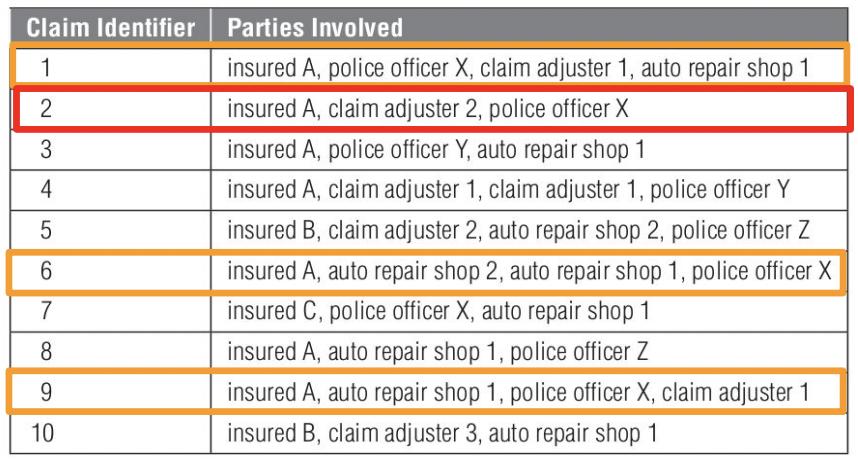 Claim Identifier Parties Involved
1 insured A, police officer X, claim adjuster 1, auto repair shop 1
2 insured A, claim adjuster 2, police officer X
3 insured A, police officer Y, auto repair shop 1
4 insured A, claim adjuster 1, claim adjuster 1, police officer Y
5 insured B, claim adjuster 2, auto repair shop 2, police officer Z
6 insured A, auto repair shop 2, auto repair shop 1, police officer X
7 insured C, police officer X, auto repair shop 1
8 insured A, auto repair shop 1, police officer Z
9 insured A, auto repair shop 1, police officer X, claim adjuster 1
10 insured B, claim adjuster 3, auto repair shop 1